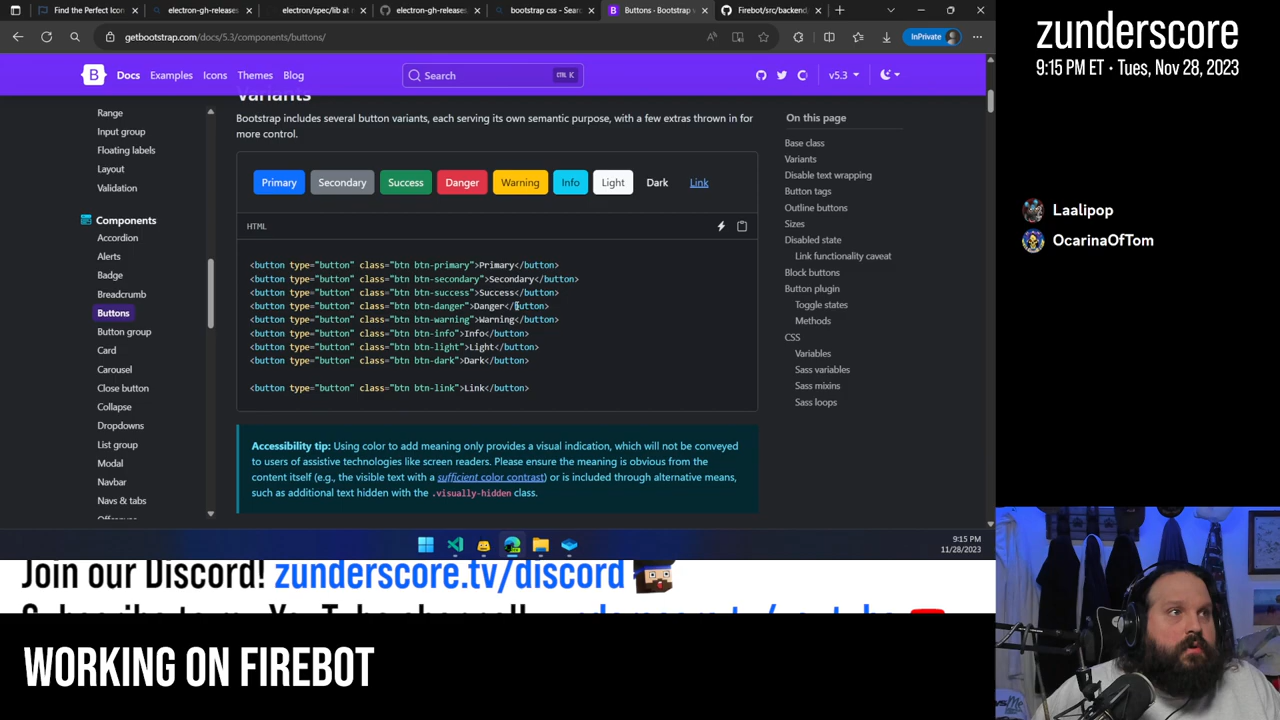 Find the Perfect Icon
electron-gh-releases
electron/spec/lib at
electron-gh-releases
bootstrap css - Sear
Buttons · Bootstrap v
Firebot/src/backend
getbootstrap.com/docs/5.3/components/buttons/
InPrivate
B
Docs
Examples
Icons
Themes
Blog
Search
CTRL K
v5.3
Range
Input group
Floating labels
Layout
Validation
Components
Accordion
Alerts
Badge
Breadcrumb
Buttons
Button group
Card
Carousel
Close button
Collapse
Dropdowns
List group
Modal
Navbar
Navs & tabs
Variants
Bootstrap includes several button variants, each serving its own semantic purpose, with a few extras thrown in for
more control.
Primary
Secondary
Success
Danger
Warning
Info
Light
Dark
Link
HTML
<button type="button" class="btn btn-primary">Primary</button>
<button type="button" class="btn btn-secondary">Secondary</button>
<button type="button" class="btn btn-success">Success</button>
<button type="button" class="btn btn-danger">Danger</button>
<button type="button" class="btn btn-warning">Warning</button>
<button type="button" class="btn btn-info">Info</button>
<button type="button" class="btn btn-light">Light</button>
<button type="button" class="btn btn-dark">Dark</button>
<button type="button" class="btn btn-link">Link</button>
Accessibility tip: Using color to add meaning only provides a visual indication, which will not be conveyed
to users of assistive technologies like screen readers. Please ensure the meaning is obvious from the
content itself (e.g., the visible text with a sufficient color contrast) or is included through alternative means,
such as additional text hidden with the .visually-hidden class.
On this page
Base class
Variants
Disable text wrapping
Button tags
Outline buttons
Sizes
Disabled state
Link functionality caveat
Block buttons
Button plugin
Toggle states
Methods
CSS
Variables
Sass variables
Sass mixins
Sass loops
9:15 PM
11/28/2023
zunderscore
9:15 PM ET · Tues, Nov 28, 2023
Laalipop
OcarinaOfTom
Join our Discord! zunderscore.tv/discord
WORKING ON FIREBOT